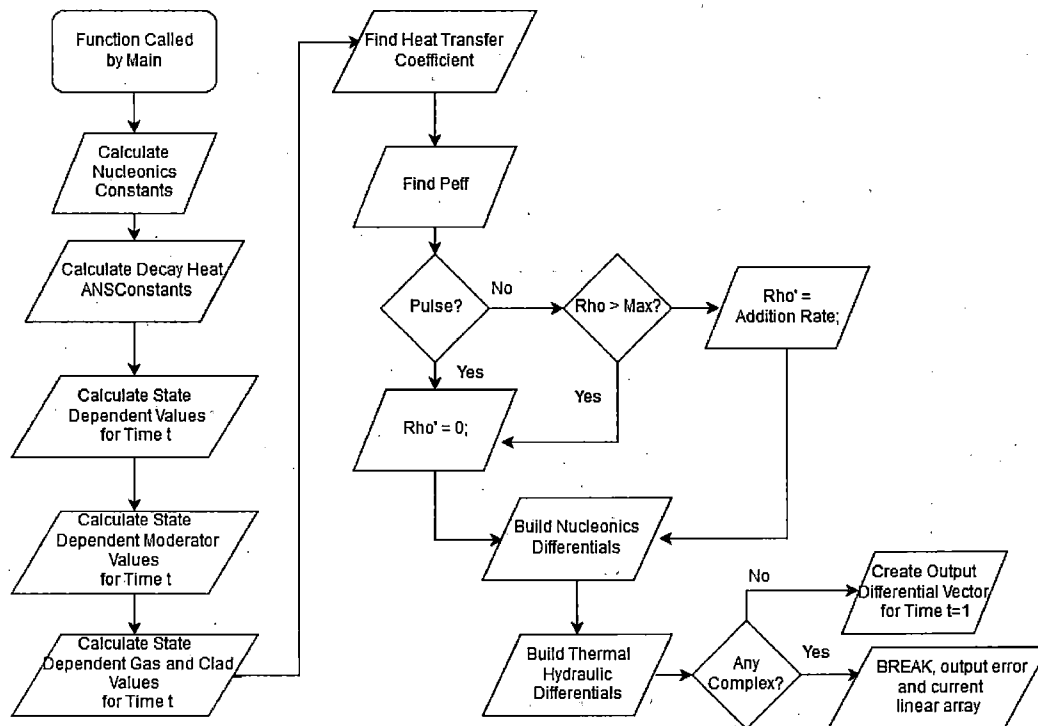 Function Called
by Main
Calculate
Nucleonics
Constants
Calculate Decay Heat
ANSConstants
Calculate State
Dependent Values
for Time t
Calculate State
Dependent Moderator
Values
for Time t
Calculate State
Dependent Gas and Clad
Values
for Time t
Find Heat Transfer
Coefficient
Find Peff
Pulse?
No
Rho > Max?
Rho' =
Addition Rate;
Yes
Yes
Rho' = 0;
Build Nucleonics
Differentials
Build Thermal
Hydraulic
Differentials
Any
Complex?
No
Create Output
Differential Vector
for Time t=1
Yes
BREAK, output error
and current
linear array